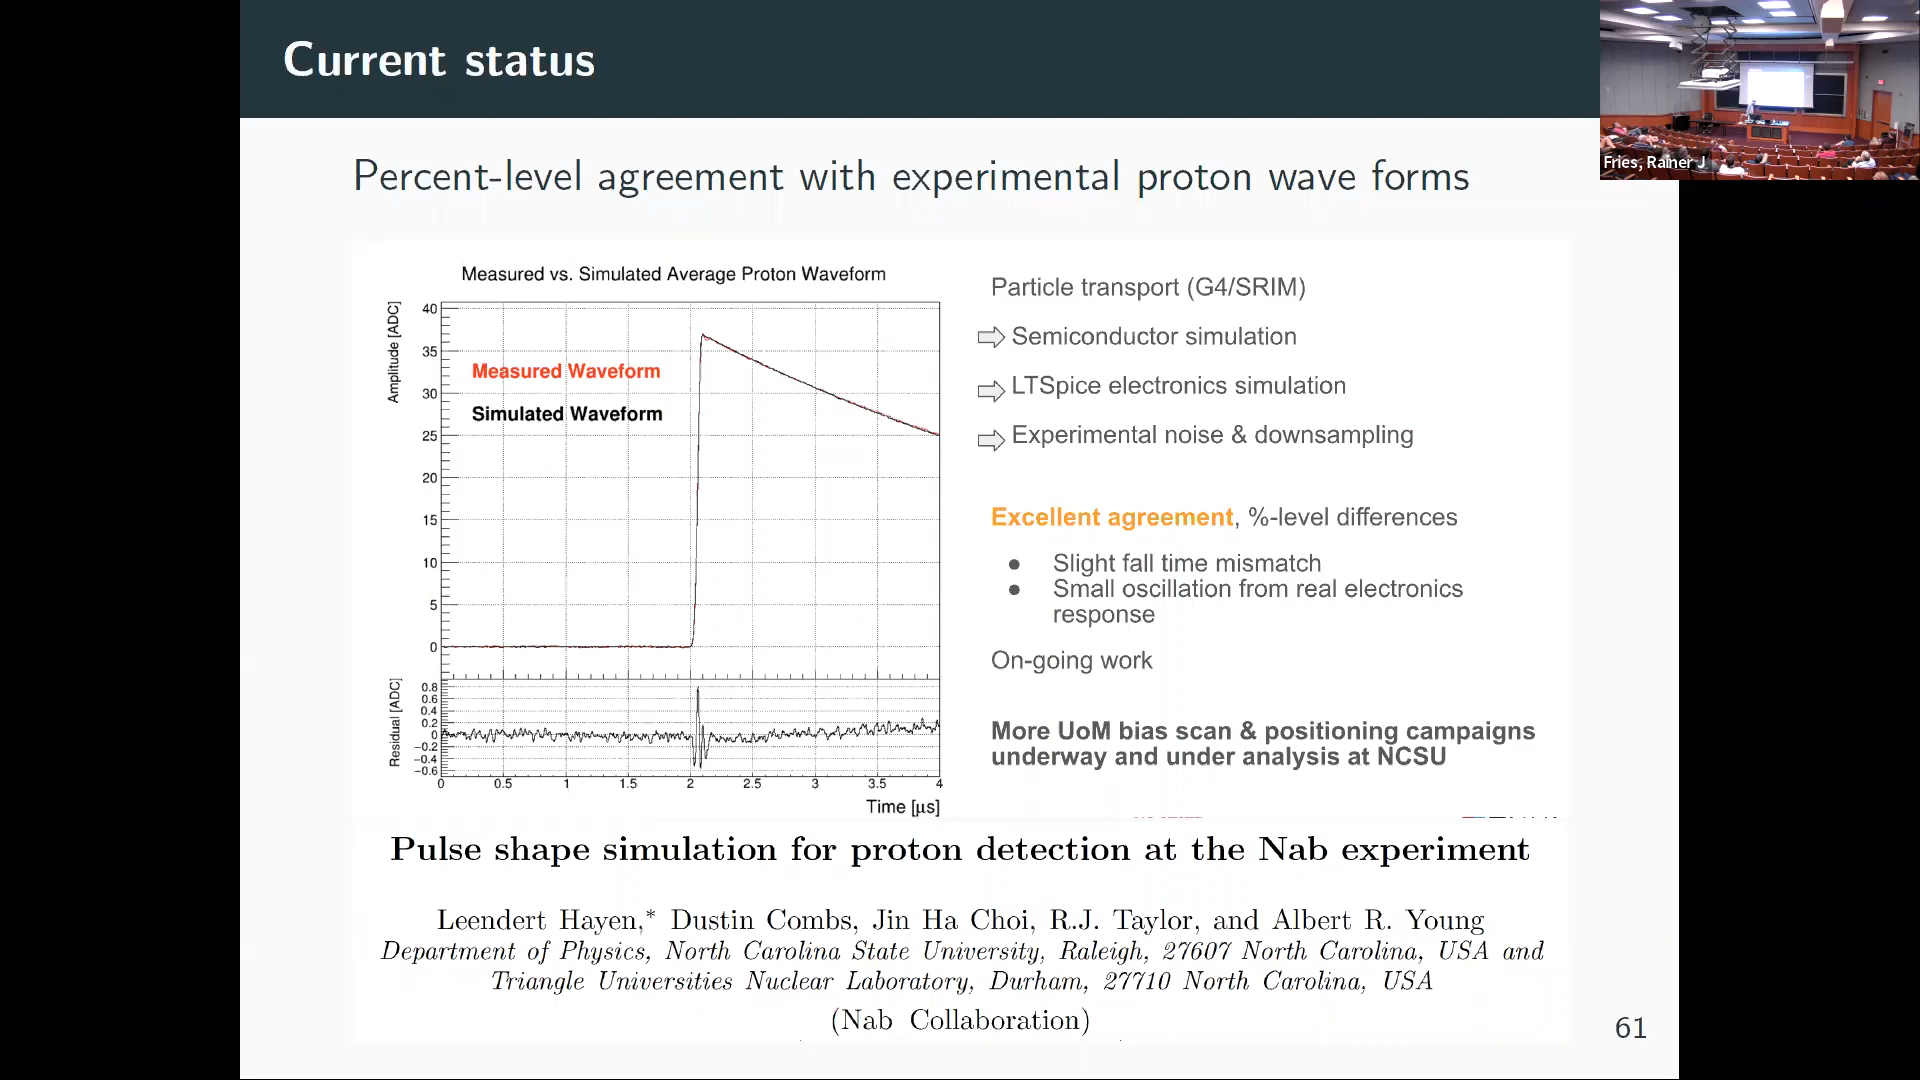 Current status
Fries, Rainer J
Percent-level agreement with experimental proton wave forms
Measured vs. Simulated Average Proton Waveform
Amplitude [ADC]
40
35
30
25
20
15
10
5
0
Measured Waveform
Simulated Waveform
Residual [ADC]
0.8
0.6
0.4
0.2
0
−0.2
−0.4
−0.6
0 0.5 1 1.5 2 2.5 3 3.5 4
Time [μs]
Particle transport (G4/SRIM)
⇨ Semiconductor simulation
⇨ LTSpice electronics simulation
⇨ Experimental noise & downsampling
Excellent agreement, %-level differences
● Slight fall time mismatch
● Small oscillation from real electronics
response
On-going work
More UoM bias scan & positioning campaigns
underway and under analysis at NCSU
Pulse shape simulation for proton detection at the Nab experiment
Leendert Hayen,* Dustin Combs, Jin Ha Choi, R.J. Taylor, and Albert R. Young
Department of Physics, North Carolina State University, Raleigh, 27607 North Carolina, USA and
Triangle Universities Nuclear Laboratory, Durham, 27710 North Carolina, USA
(Nab Collaboration)
61